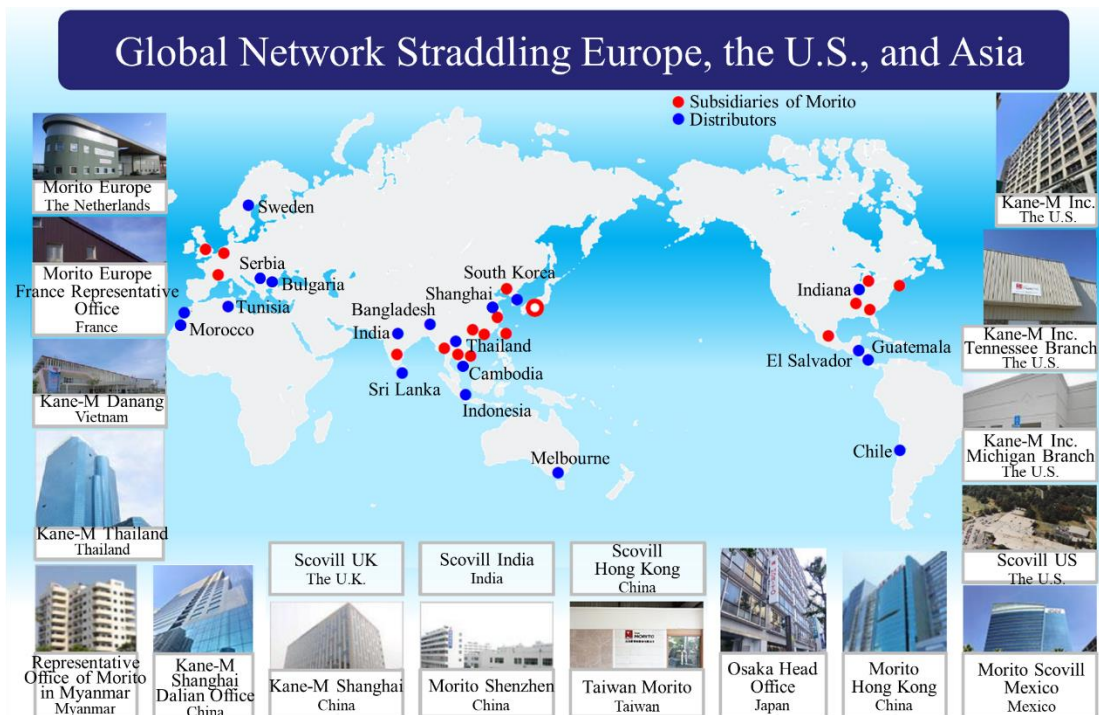 Global Network Straddling Europe, the U.S., and Asia
Subsidiaries of Morito
Distributors
Morito Europe
The Netherlands
Morito Europe
France Representative
Office
France
Kane-M Danang
Vietnam
Kane-M Thailand
Thailand
Representative
Office of Morito
in Myanmar
Myanmar
Kane-M
Shanghai
Dalian Office
China
Scovill UK
The U.K.
Kane-M Shanghai
China
Scovill India
India
Morito Shenzhen
China
Scovill
Hong Kong
China
MORITO
Taiwan Morito
Taiwan
Osaka Head
Office
Japan
Morito
Hong Kong
China
Kane-M Inc.
The U.S.
Kane-M Inc.
Tennessee Branch
The U.S.
Kane-M Inc.
Michigan Branch
The U.S.
Scovill US
The U.S.
Morito Scovill
Mexico
Mexico
Sweden
Serbia
Bulgaria
Tunisia
Morocco
South Korea
Shanghai
Bangladesh
India
Thailand
Cambodia
Sri Lanka
Indonesia
Melbourne
Indiana
Guatemala
El Salvador
Chile